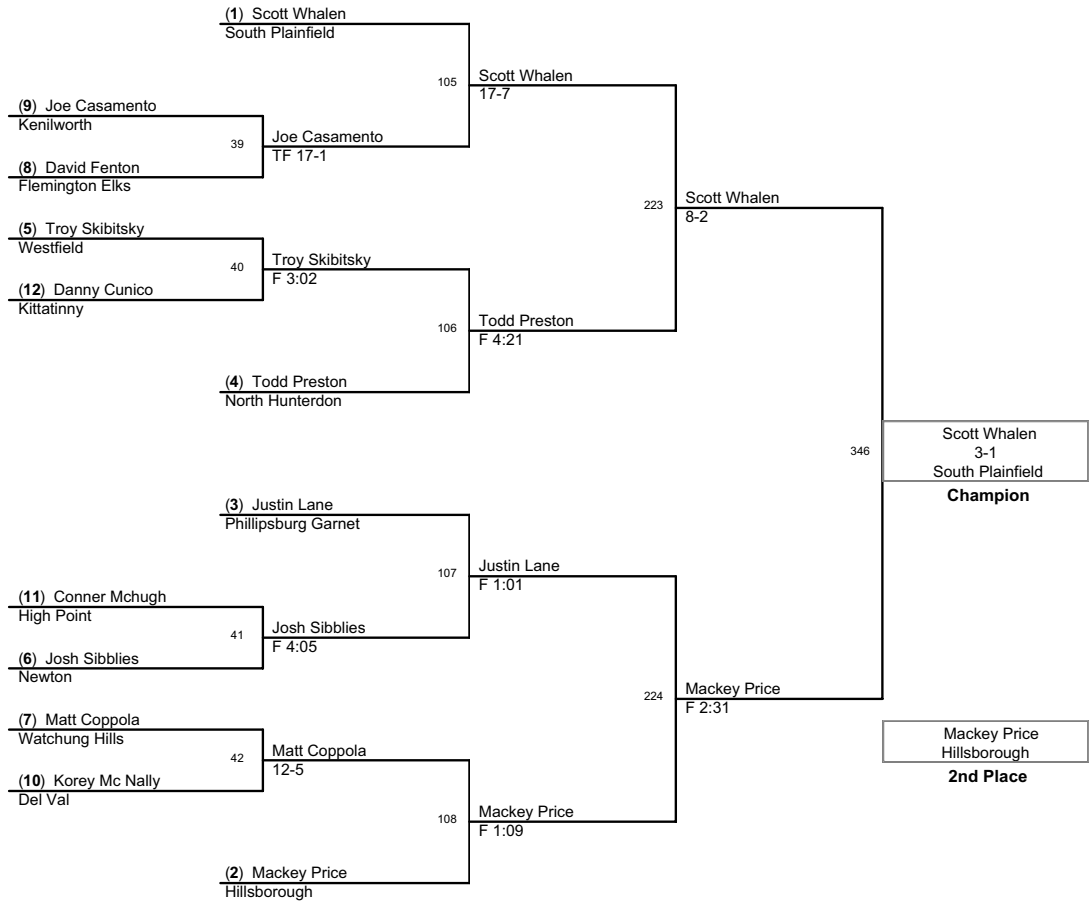 (1) Scott Whalen
South Plainfield
105
Scott Whalen
17-7
(9) Joe Casamento
Kenilworth
39
Joe Casamento
TF 17-1
(8) David Fenton
Flemington Elks
223
Scott Whalen
8-2
(5) Troy Skibitsky
Westfield
40
Troy Skibitsky
F 3:02
(12) Danny Cunico
Kittatinny
106
Todd Preston
F 4:21
(4) Todd Preston
North Hunterdon
346
Scott Whalen
3-1
South Plainfield
Champion
(3) Justin Lane
Phillipsburg Garnet
107
Justin Lane
F 1:01
(11) Conner Mchugh
High Point
41
Josh Sibblies
F 4:05
(6) Josh Sibblies
Newton
224
Mackey Price
F 2:31
(7) Matt Coppola
Watchung Hills
42
Matt Coppola
12-5
(10) Korey Mc Nally
Del Val
108
Mackey Price
F 1:09
(2) Mackey Price
Hillsborough
Mackey Price
Hillsborough
2nd Place